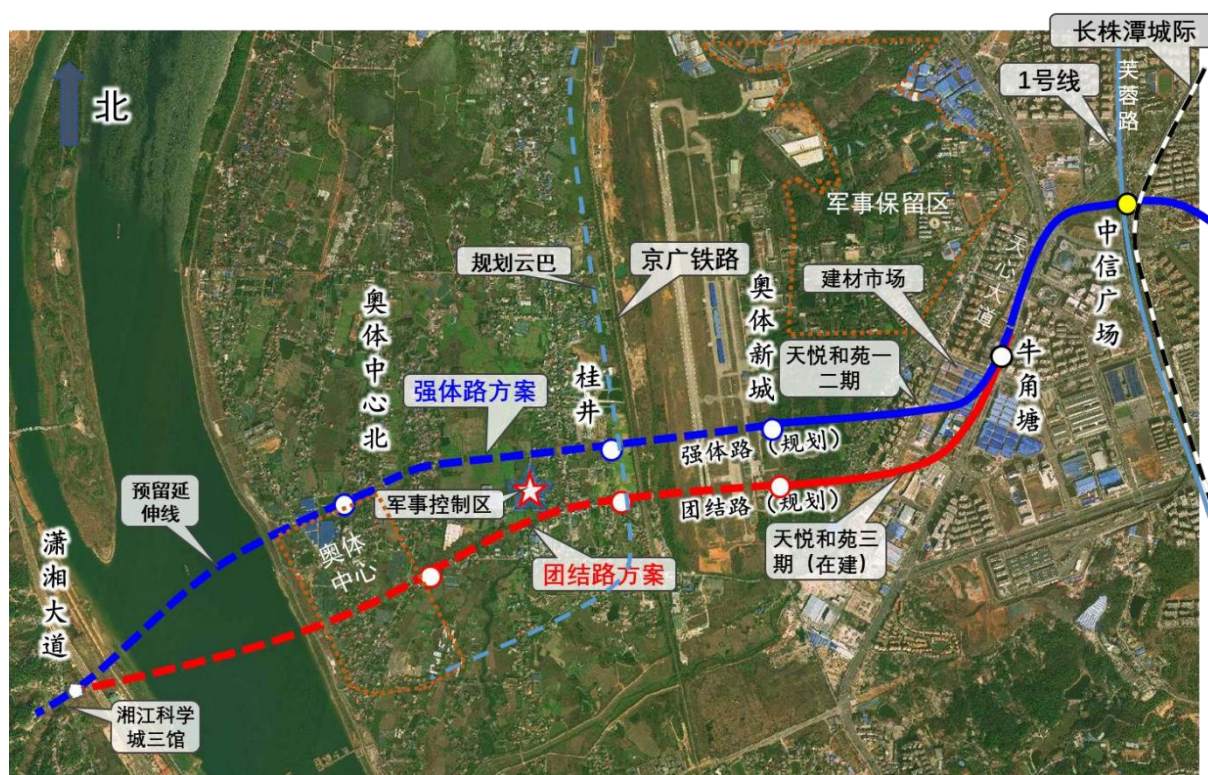 长株潭城际
1号线
芙蓉路
北
军事保留区
规划云巴
京广铁路
奥体新城
建材市场
天心大道
中信广场
奥体中心北
强体路方案
桂井
天悦和苑一
二期
牛角塘
强体路（规划）
预留延
伸线
军事控制区
团结路（规划）
潇湘大道
奥体
中心
团结路方案
天悦和苑三
期（在建）
湘江科学
城三馆